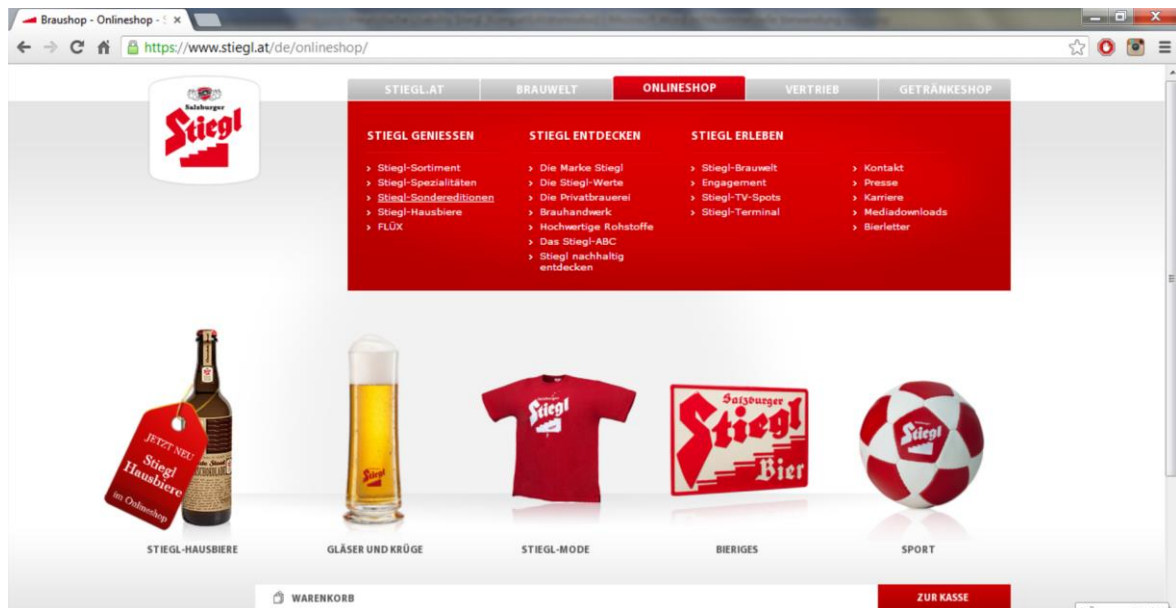 Braushop - Onlineshop - S
https://www.stiegl.at/de/onlineshop/
Salzburger
Stiegl
STIEGL.AT
BRAUWELT
ONLINESHOP
VERTRIEB
GETRÄNKESHOP
STIEGL GENIESSEN
› Stiegl-Sortiment
› Stiegl-Spezialitäten
› Stiegl-Sondereditionen
› Stiegl-Hausbiere
› FLÜX
STIEGL ENTDECKEN
› Die Marke Stiegl
› Die Stiegl-Werte
› Die Privatbrauerei
› Brauhandwerk
› Hochwertige Rohstoffe
› Das Stiegl-ABC
› Stiegl nachhaltig
entdecken
STIEGL ERLEBEN
› Stiegl-Brauwelt
› Engagement
› Stiegl-TV-Spots
› Stiegl-Terminal
› Kontakt
› Presse
› Karriere
› Mediadownloads
› Bierletter
JETZT NEU
Stiegl
Hausbiere
im Onlineshop
Stiegl
Stiegl
Salzburger
Stiegl
Bier
Stiegl
STIEGL-HAUSBIERE
GLÄSER UND KRÜGE
STIEGL-MODE
BIERIGES
SPORT
WARENKORB
ZUR KASSE